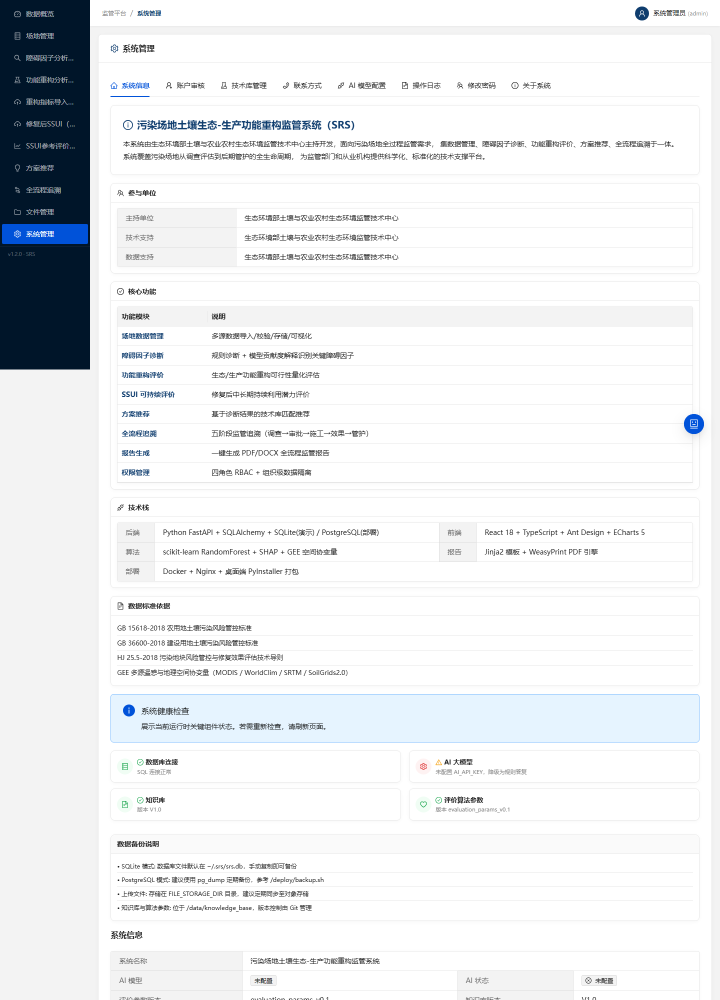 数据概览
场地管理
障碍因子分析...
功能重构分析...
重构指标导入...
修复后SSUI（...
SSUI参考评价...
方案推荐
全流程追溯
文件管理
系统管理
v1.2.0 · SRS
监管平台 / 系统管理
系统管理员 (admin)
系统管理
系统信息 账户审核 技术库管理 联系方式 AI 模型配置 操作日志 修改密码 关于系统
污染场地土壤生态-生产功能重构监管系统（SRS）
本系统由生态环境部土壤与农业农村生态环境监管技术中心主持开发，面向污染场地全过程监管需求， 集数据管理、障碍因子诊断、功能重构评价、方案推荐、全流程追溯于一体。
系统覆盖污染场地从调查评估到后期管护的全生命周期， 为监管部门和从业机构提供科学化、标准化的技术支撑平台。
参与单位
主持单位 生态环境部土壤与农业农村生态环境监管技术中心
技术支持 生态环境部土壤与农业农村生态环境监管技术中心
数据支持 生态环境部土壤与农业农村生态环境监管技术中心
核心功能
功能模块 说明
场地数据管理 多源数据导入/校验/存储/可视化
障碍因子诊断 规则诊断 + 模型贡献度解释识别关键障碍因子
功能重构评价 生态/生产功能重构可行性量化评估
SSUI 可持续评价 修复后中长期持续利用潜力评价
方案推荐 基于诊断结果的技术库匹配推荐
全流程追溯 五阶段监管追溯（调查→审批→施工→效果→管护）
报告生成 一键生成 PDF/DOCX 全流程监管报告
权限管理 四角色 RBAC + 组织级数据隔离
技术栈
后端 Python FastAPI + SQLAlchemy + SQLite(演示) / PostgreSQL(部署) 前端 React 18 + TypeScript + Ant Design + ECharts 5
算法 scikit-learn RandomForest + SHAP + GEE 空间协变量 报告 Jinja2 模板 + WeasyPrint PDF 引擎
部署 Docker + Nginx + 桌面端 PyInstaller 打包
数据标准依据
GB 15618-2018 农用地土壤污染风险管控标准
GB 36600-2018 建设用地土壤污染风险管控标准
HJ 25.5-2018 污染地块风险管控与修复效果评估技术导则
GEE 多源遥感与地理空间协变量（MODIS / WorldClim / SRTM / SoilGrids2.0）
系统健康检查
展示当前运行时关键组件状态。若需重新检查，请刷新页面。
数据库连接
SQL 连接正常
AI 大模型
未配置 AI_API_KEY，降级为规则答复
知识库
版本 V1.0
评价算法参数
版本 evaluation_params_v0.1
数据备份说明
• SQLite 模式: 数据库文件默认在 ~/.srs/srs.db，手动复制即可备份
• PostgreSQL 模式: 建议使用 pg_dump 定期备份，参考 /deploy/backup.sh
• 上传文件: 存储在 FILE_STORAGE_DIR 目录，建议定期同步至对象存储
• 知识库与算法参数: 位于 /data/knowledge_base，版本控制由 Git 管理
系统信息
系统名称 污染场地土壤生态-生产功能重构监管系统
AI 模型 未配置 AI 状态 未配置
评价参数版本 evaluation_params_v0.1 知识库版本 V1.0